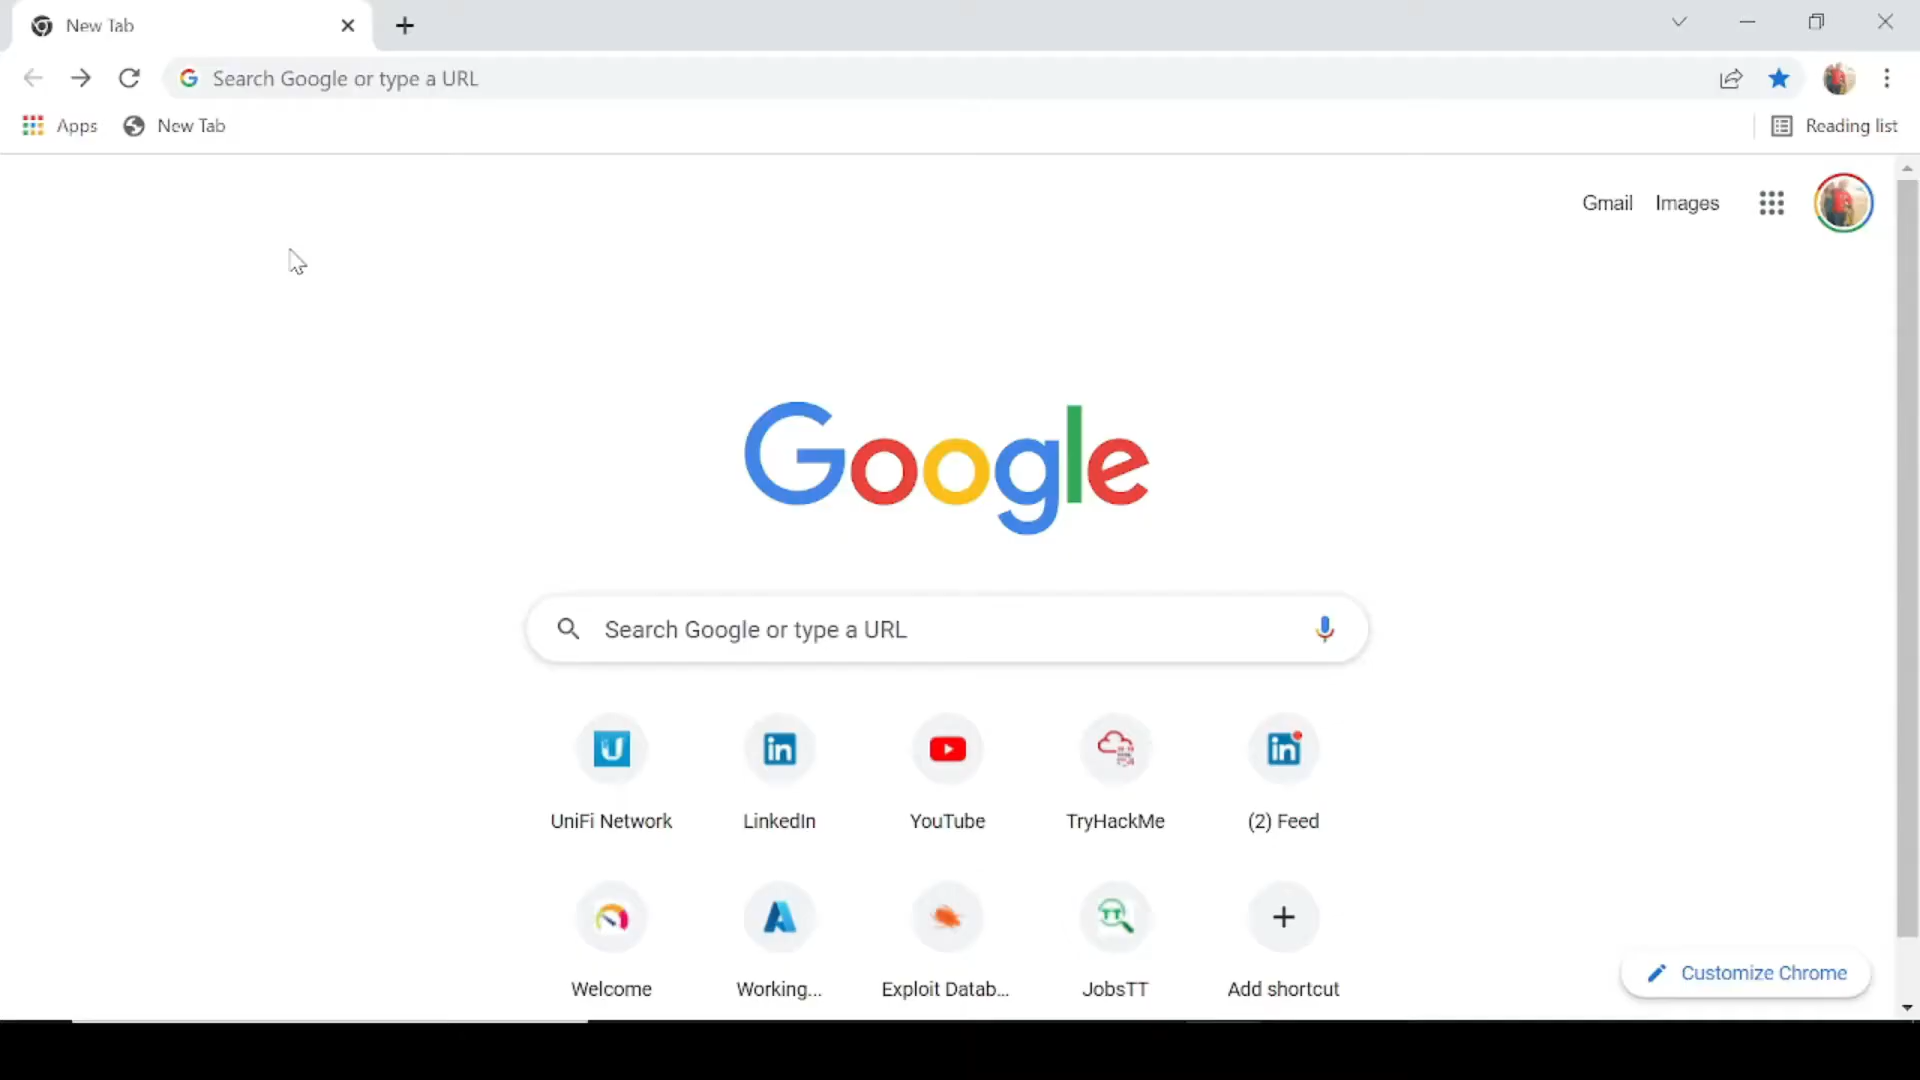 New Tab
Search Google or type a URL
Apps
New Tab
Reading list
Gmail
Images
Google
Search Google or type a URL
UniFi Network
LinkedIn
YouTube
TryHackMe
(2) Feed
Welcome
Working...
Exploit Datab...
JobsTT
Add shortcut
Customize Chrome